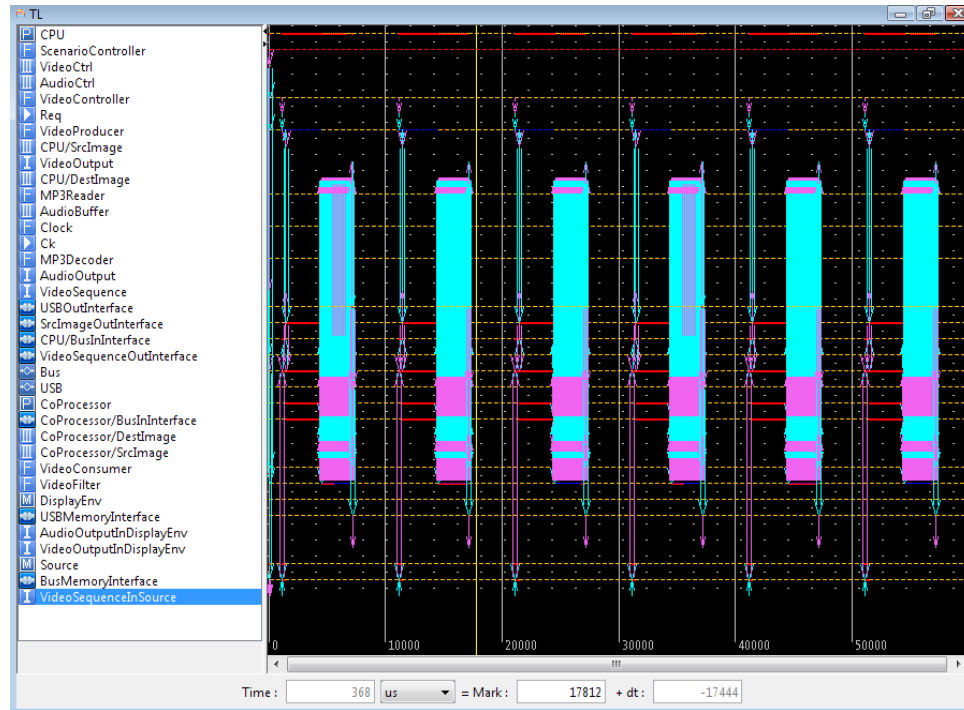 TL
CPU
ScenarioController
VideoCtrl
AudioCtrl
VideoController
Req
VideoProducer
CPU/SrcImage
VideoOutput
CPU/DestImage
MP3Reader
AudioBuffer
Clock
Ck
MP3Decoder
AudioOutput
VideoSequence
USBOutInterface
SrcImageOutInterface
CPU/BusInInterface
VideoSequenceOutInterface
Bus
USB
CoProcessor
CoProcessor/BusInInterface
CoProcessor/DestImage
CoProcessor/SrcImage
VideoConsumer
VideoFilter
DisplayEnv
USBMemoryInterface
AudioOutputInDisplayEnv
VideoOutputInDisplayEnv
Source
BusMemoryInterface
VideoSequenceInSource
0 10000 20000 30000 40000 50000
Time : 368 us = Mark : 17812 + dt : -17444